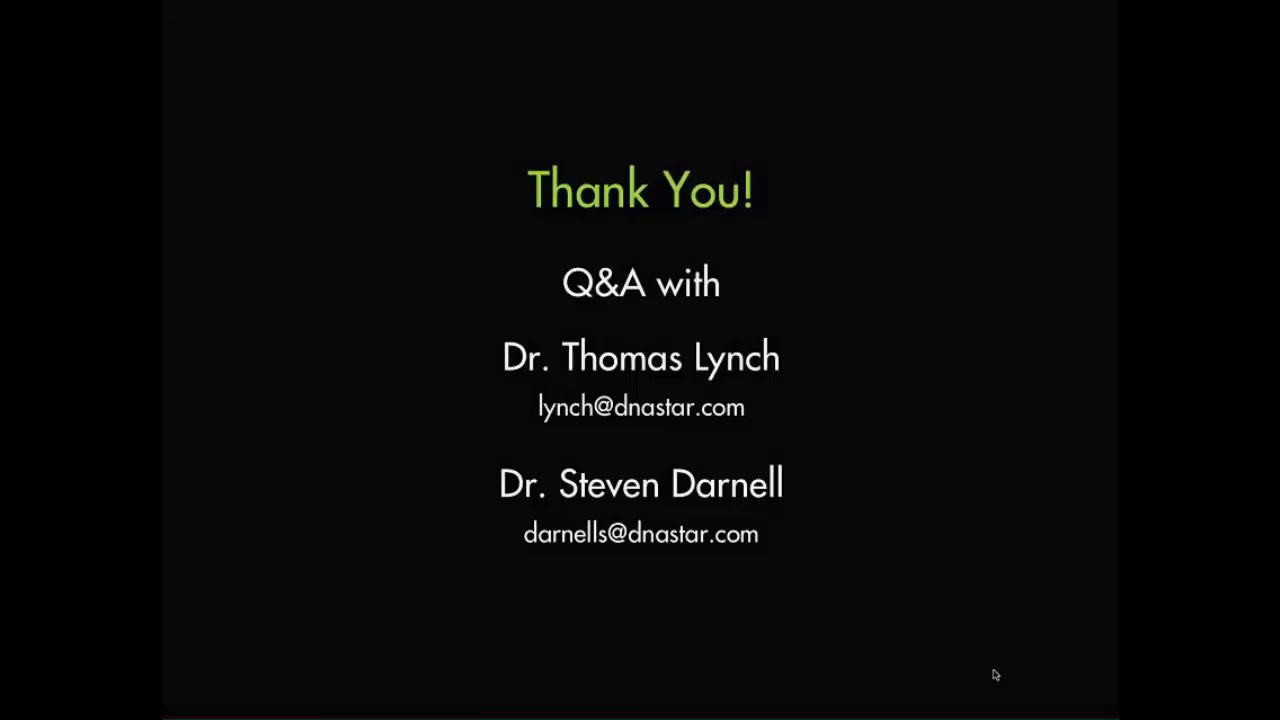 Thank You!
Q&A with
Dr. Thomas Lynch
lynch@dnastar.com
Dr. Steven Darnell
darnells@dnastar.com